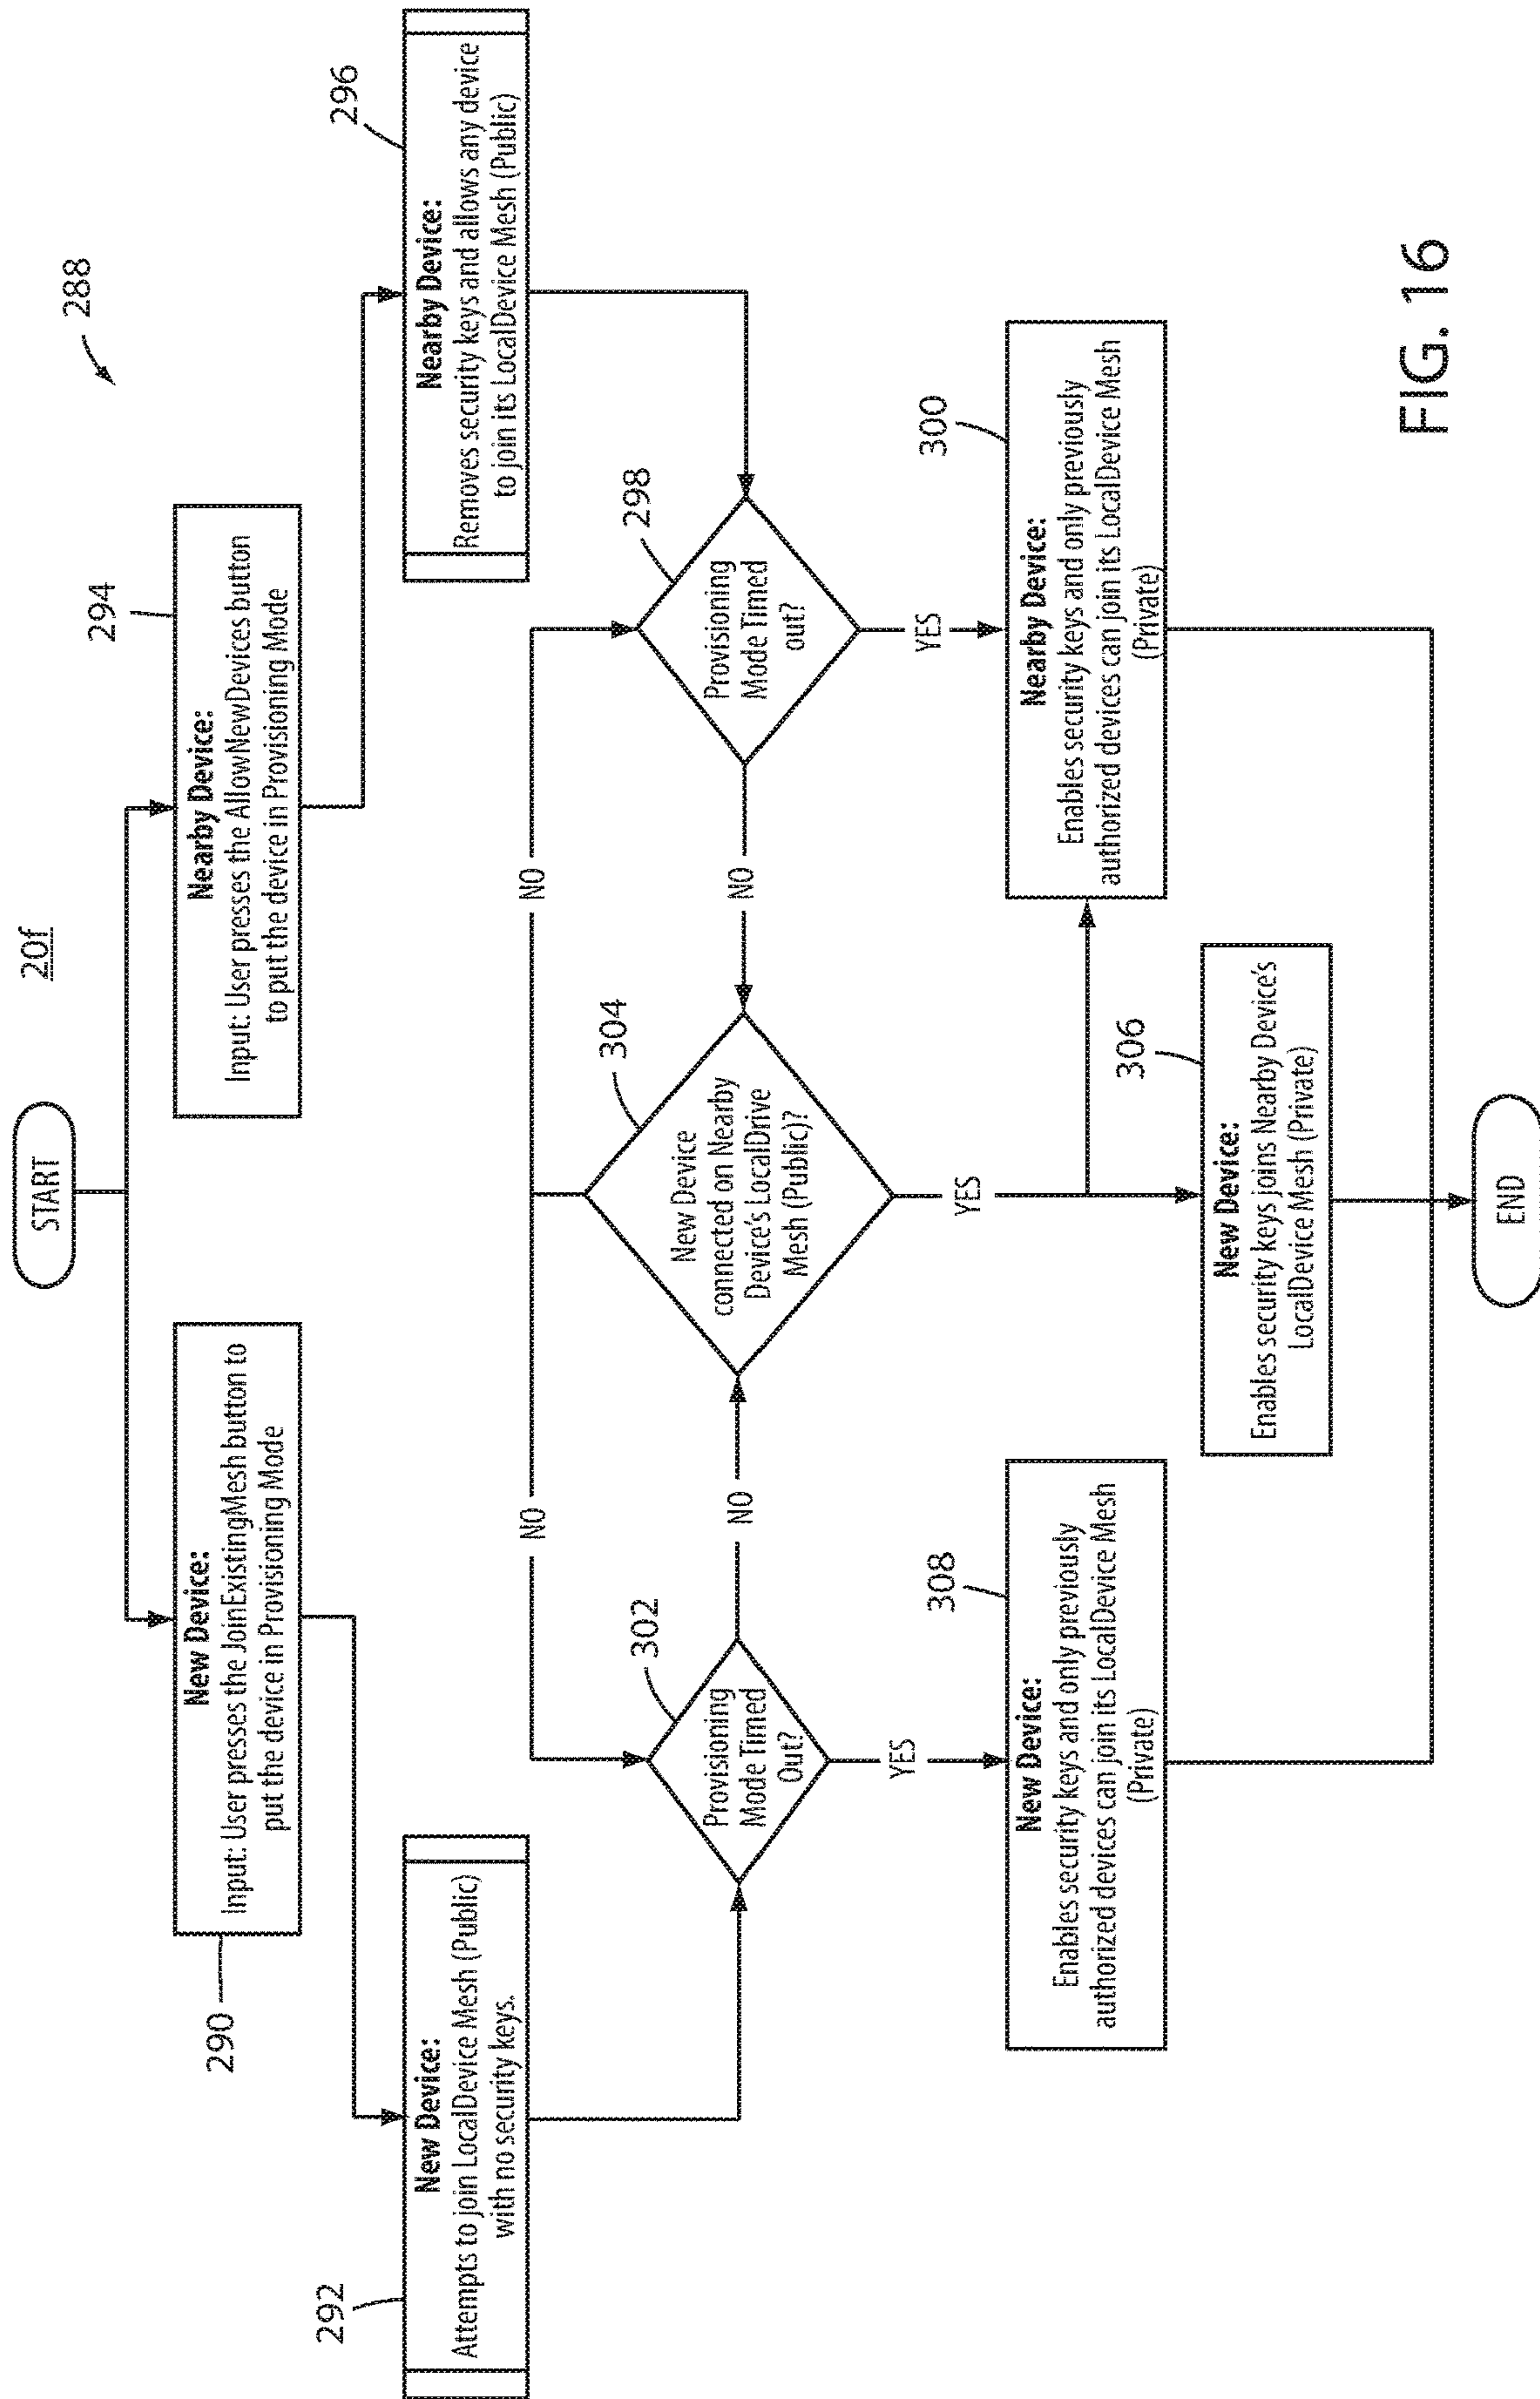 20f
288
START
290
New Device:
Input: User presses the JoinExistingMesh button to
put the device in Provisioning Mode
294
Nearby Device:
Input: User presses the AllowNewDevices button
to put the device in Provisioning Mode
292
New Device:
Attempts to join LocalDevice Mesh (Public)
with no security keys.
296
Nearby Device:
Removes security keys and allows any device
to join its LocalDevice Mesh (Public)
NO
NO
302
Provisioning
Mode Timed
Out?
NO
304
New Device
connected on Nearby
Device's LocalDrive
Mesh (Public)?
NO
298
Provisioning
Mode Timed
out?
YES
YES
YES
308
New Device:
Enables security keys and only previously
authorized devices can join its LocalDevice Mesh
(Private)
306
New Device:
Enables security keys joins Nearby Device's
LocalDevice Mesh (Private)
300
Nearby Device:
Enables security keys and only previously
authorized devices can join its LocalDevice Mesh
(Private)
END
FIG. 16